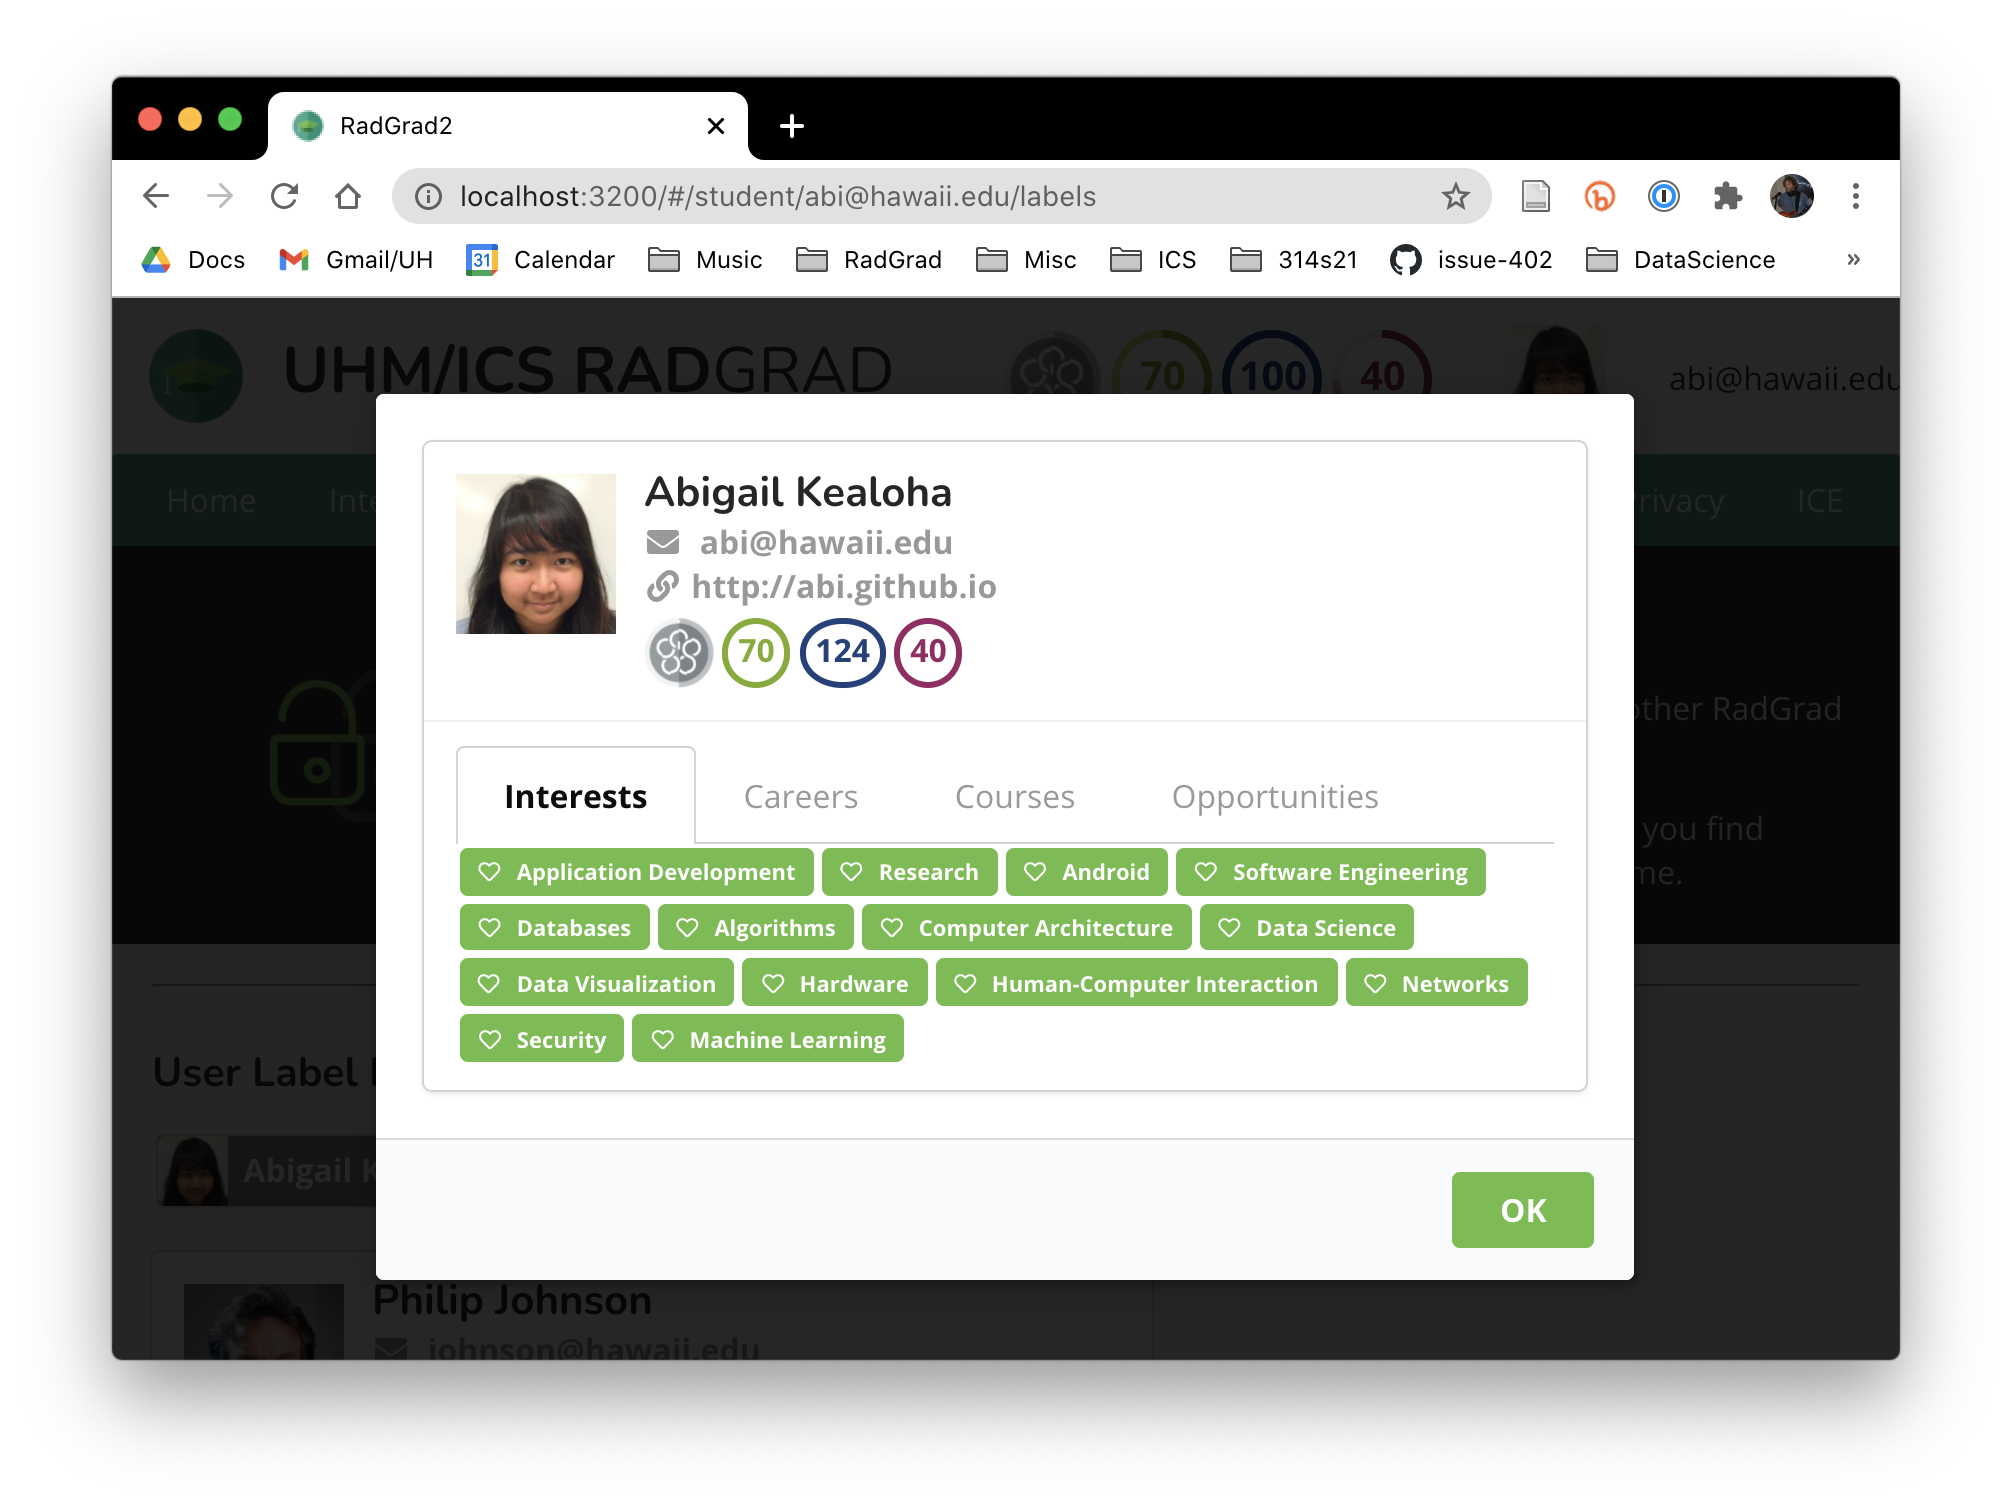 RadGrad2
localhost:3200/#/student/abi@hawaii.edu/labels
Docs Gmail/UH 31 Calendar Music RadGrad Misc ICS 314s21 issue-402 DataScience »
UHM/ICS RADGRAD 70 100 40 abi@hawaii.edu
Home ICE
Abigail Kealoha
abi@hawaii.edu
http://abi.github.io
70 124 40
other RadGrad
Interests Careers Courses Opportunities
you find
Application Development Research Android Software Engineering
me.
Databases Algorithms Computer Architecture Data Science
Data Visualization Hardware Human-Computer Interaction Networks
Security Machine Learning
User Label
Abigail K
OK
Philip Johnson
johnson@hawaii.edu